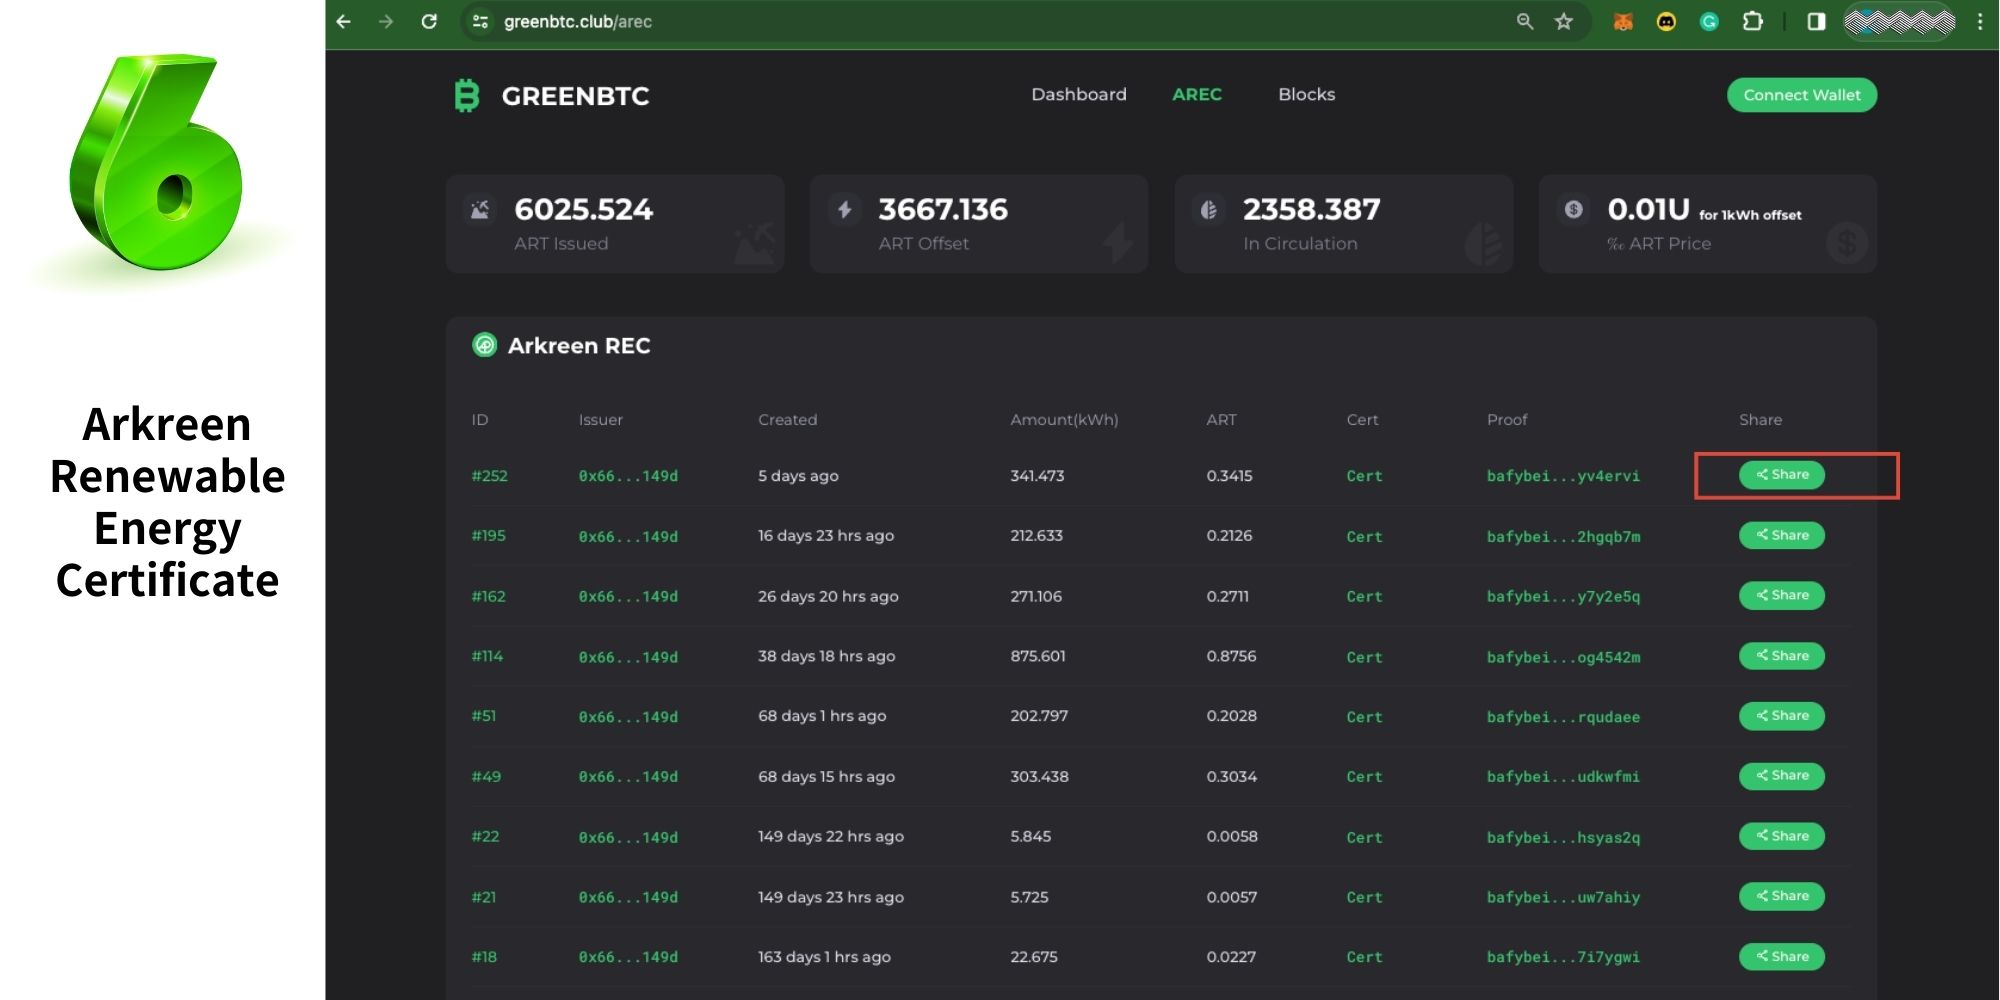 6
Arkreen
Renewable
Energy
Certificate
greenbtc.club/arec
GREENBTC
Dashboard AREC Blocks
Connect Wallet
6025.524
ART Issued
3667.136
ART Offset
2358.387
In Circulation
0.01U for 1kWh offset
‱ ART Price
Arkreen REC
ID Issuer Created Amount(kWh) ART Cert Proof Share
#252 0x66...149d 5 days ago 341.473 0.3415 Cert bafybei...yv4ervi Share
#195 0x66...149d 16 days 23 hrs ago 212.633 0.2126 Cert bafybei...2hgqb7m Share
#162 0x66...149d 26 days 20 hrs ago 271.106 0.2711 Cert bafybei...y7y2e5q Share
#114 0x66...149d 38 days 18 hrs ago 875.601 0.8756 Cert bafybei...og4542m Share
#51 0x66...149d 68 days 1 hrs ago 202.797 0.2028 Cert bafybei...rqudaee Share
#49 0x66...149d 68 days 15 hrs ago 303.438 0.3034 Cert bafybei...udkwfmi Share
#22 0x66...149d 149 days 22 hrs ago 5.845 0.0058 Cert bafybei...hsyas2q Share
#21 0x66...149d 149 days 23 hrs ago 5.725 0.0057 Cert bafybei...uw7ahiy Share
#18 0x66...149d 163 days 1 hrs ago 22.675 0.0227 Cert bafybei...7i7ygwi Share